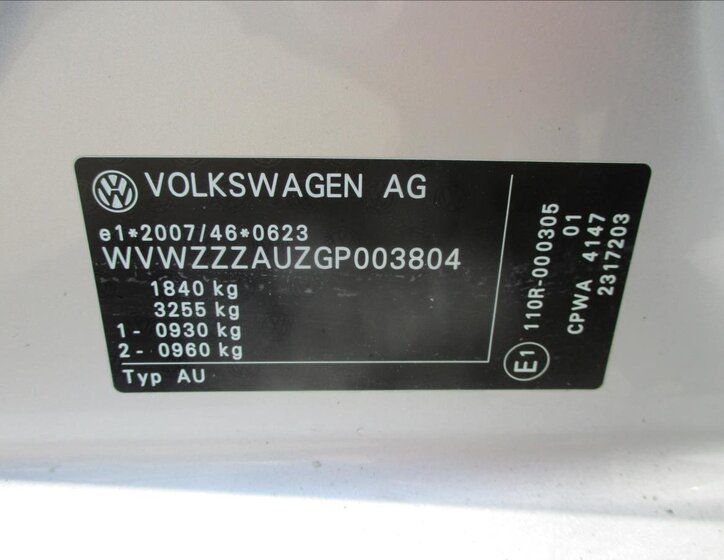 VOLKSWAGEN AG
e1*2007/46*0623
WVWZZZAUZGP003804
1840 kg
3255 kg
1 - 0930 kg
2 - 0960 kg
Typ AU
110R-000305
01
CPWA 4147
2317203
E1